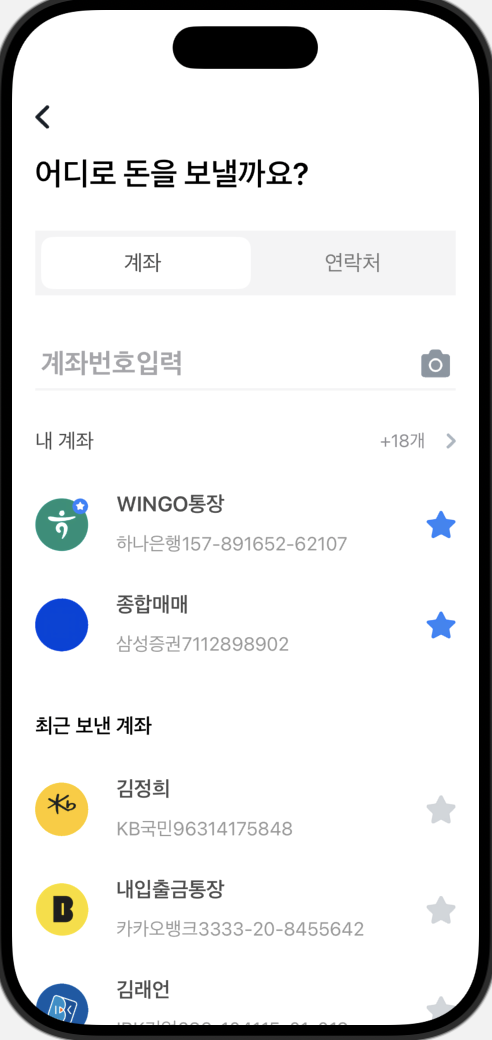 어디로 돈을 보낼까요?
계좌
연락처
계좌번호입력
내 계좌
+18개
WINGO통장
하나은행157-891652-62107
종합매매
삼성증권7112898902
최근 보낸 계좌
김정희
KB국민96314175848
B
내입출금통장
카카오뱅크3333-20-8455642
김래언